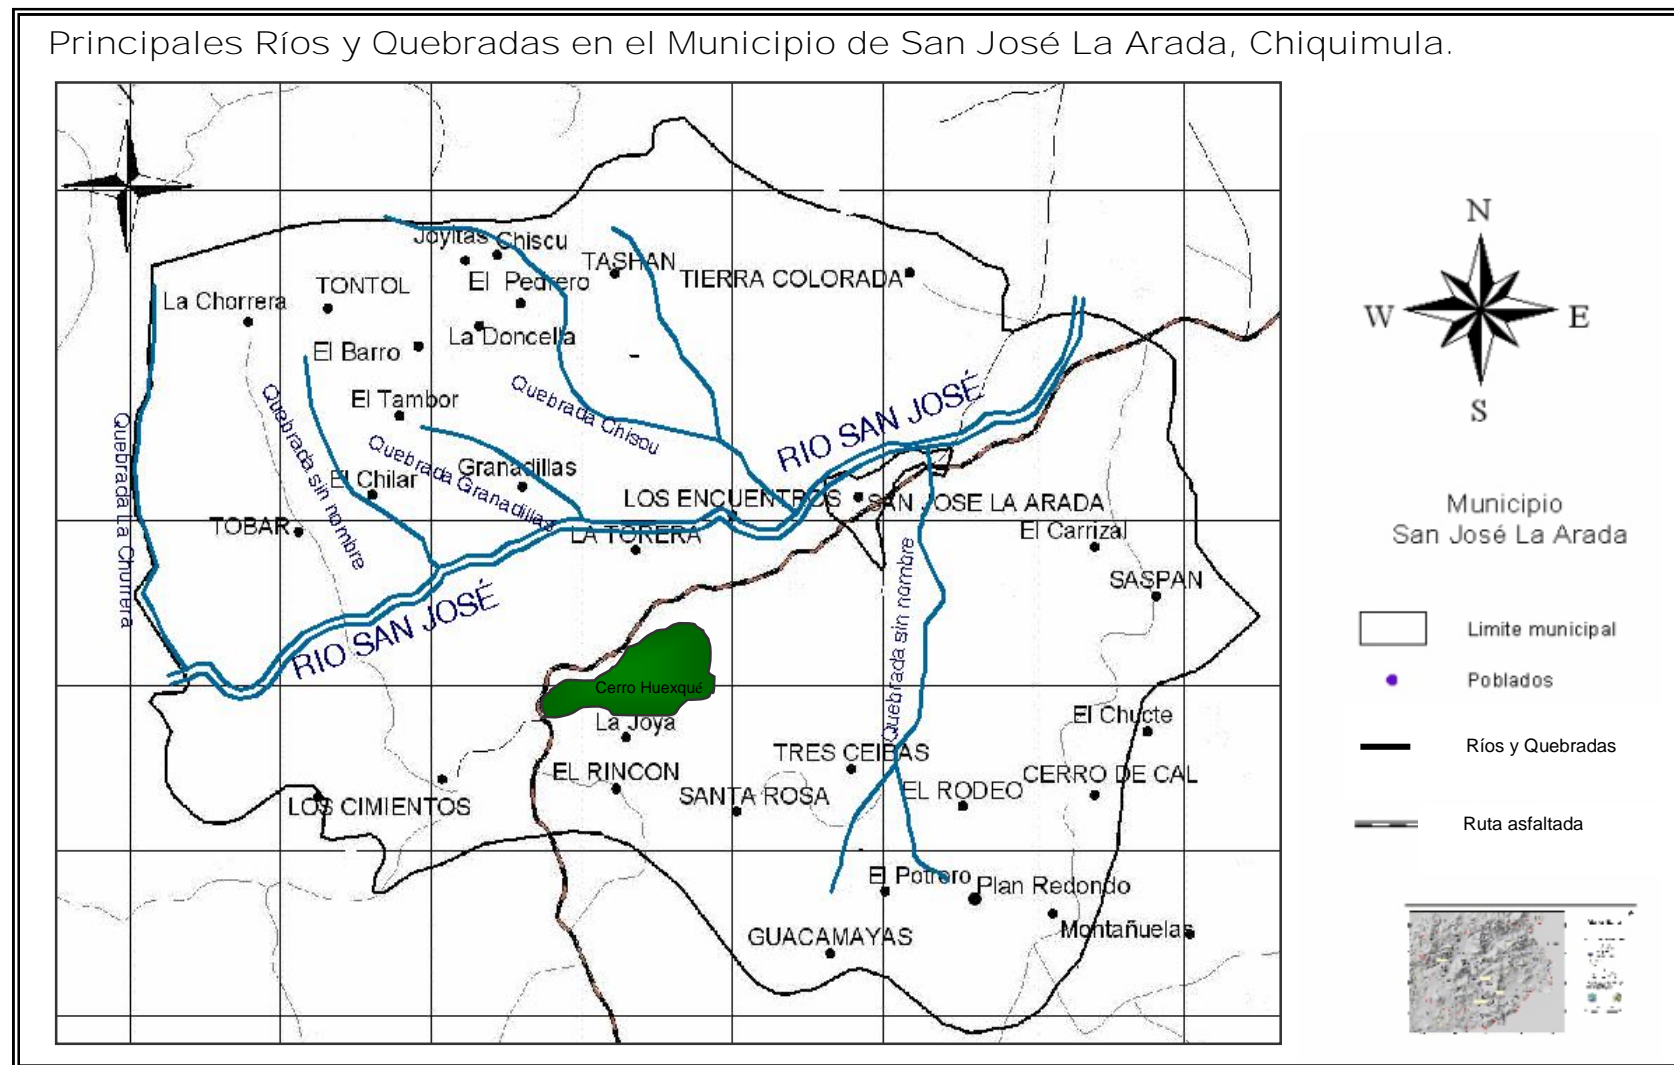 Principales Ríos y Quebradas en el Municipio de San José La Arada, Chiquimula.
Joyitas
Chiscu
TASHAN
TIERRA COLORADA
El Pedrero
TONTOL
La Chorrera
La Doncella
El Barro
El Tambor
Quebrada Chiscu
RIO SAN JOSÉ
Quebrada La Churrera
Quebrada sin nombre
Quebrada Granadillas
Granadillas
El Chilar
LOS ENCUENTROS
SAN JOSE LA ARADA
TOBAR
LA TORERA
El Carrizal
SASPAN
RIO SAN JOSÉ
Quebrada sin nombre
Cerro Huexqué
La Joya
El Chucte
TRES CEIBAS
EL RINCON
CERRO DE CAL
SANTA ROSA
EL RODEO
LOS CIMIENTOS
El Potrero
Plan Redondo
Montañuelas
GUACAMAYAS
N
W
E
S
Municipio
San José La Arada
Limite municipal
Poblados
Ríos y Quebradas
Ruta asfaltada